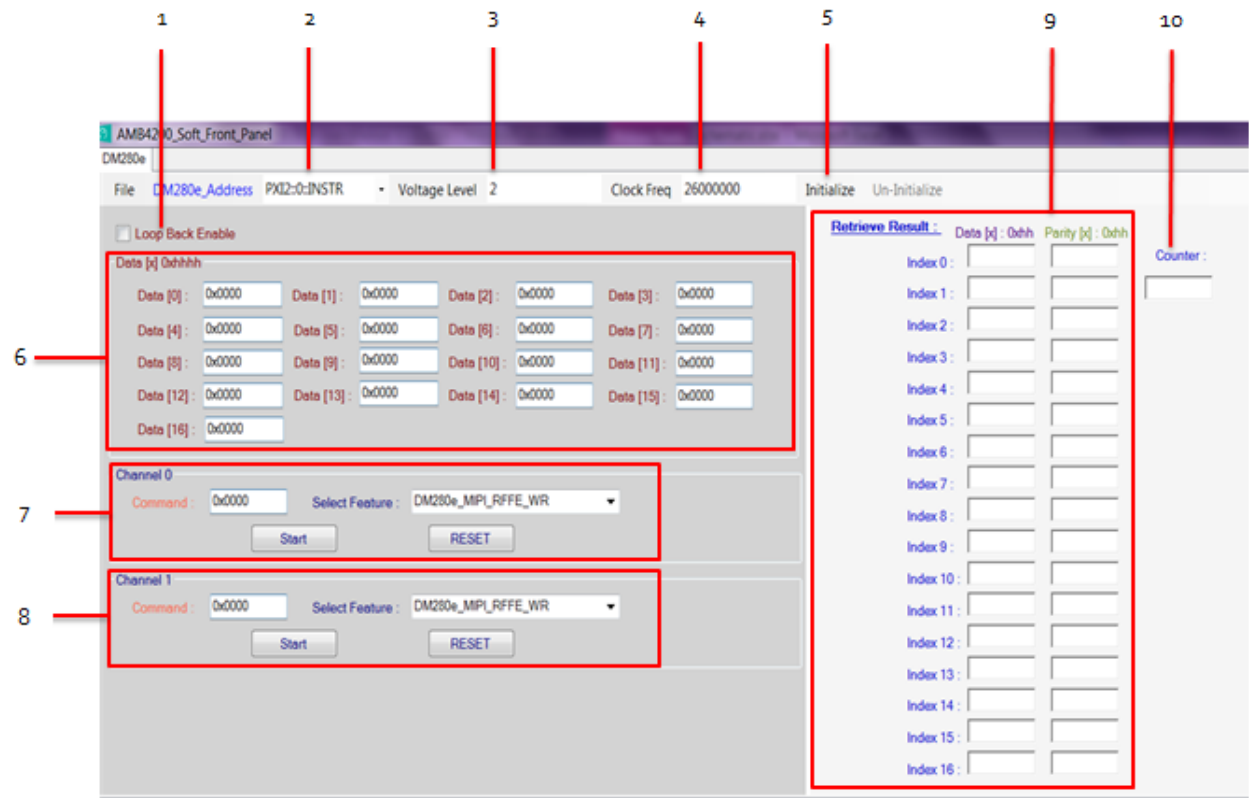 1 2 3 4 5 9 10
AMB4200_Soft_Front_Panel
DM280e
File DM280e_Address PXI2::0::INSTR Voltage Level 2 Clock Freq 26000000 Initialize Un-Initialize
Loop Back Enable
Retrieve Result : Data [x] : 0xhh Parity [x] : 0xhh
Counter :
Data [x] 0xhhhh
Index 0 :
Data [0] : 0x0000 Data [1] : 0x0000 Data [2] : 0x0000 Data [3] : 0x0000
Index 1 :
Data [4] : 0x0000 Data [5] : 0x0000 Data [6] : 0x0000 Data [7] : 0x0000
Index 2 :
6
Data [8] : 0x0000 Data [9] : 0x0000 Data [10] : 0x0000 Data [11] : 0x0000
Index 3 :
Data [12] : 0x0000 Data [13] : 0x0000 Data [14] : 0x0000 Data [15] : 0x0000
Index 4 :
Data [16] : 0x0000
Index 5 :
Index 6 :
Channel 0
Index 7 :
7
Command : 0x0000 Select Feature : DM280e_MIPI_RFFE_WR
Index 8 :
Start RESET
Index 9 :
Channel 1
Index 10 :
8
Command : 0x0000 Select Feature : DM280e_MIPI_RFFE_WR
Index 11 :
Start RESET
Index 12 :
Index 13 :
Index 14 :
Index 15 :
Index 16 :